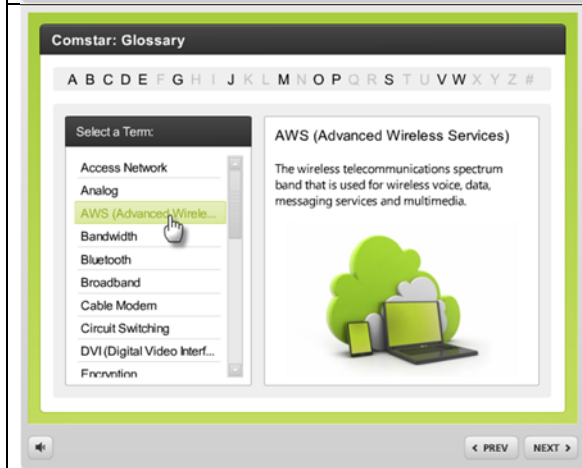 Comstar: Glossary
A B C D E F G H I J K L M N O P Q R S T U V W X Y Z #
Select a Term:
Access Network
Analog
AWS (Advanced Wirele...
Bandwidth
Bluetooth
Broadband
Cable Modem
Circuit Switching
DVI (Digital Video Interf...
Encryption
AWS (Advanced Wireless Services)
The wireless telecommunications spectrum
band that is used for wireless voice, data,
messaging services and multimedia.
< PREV
NEXT >